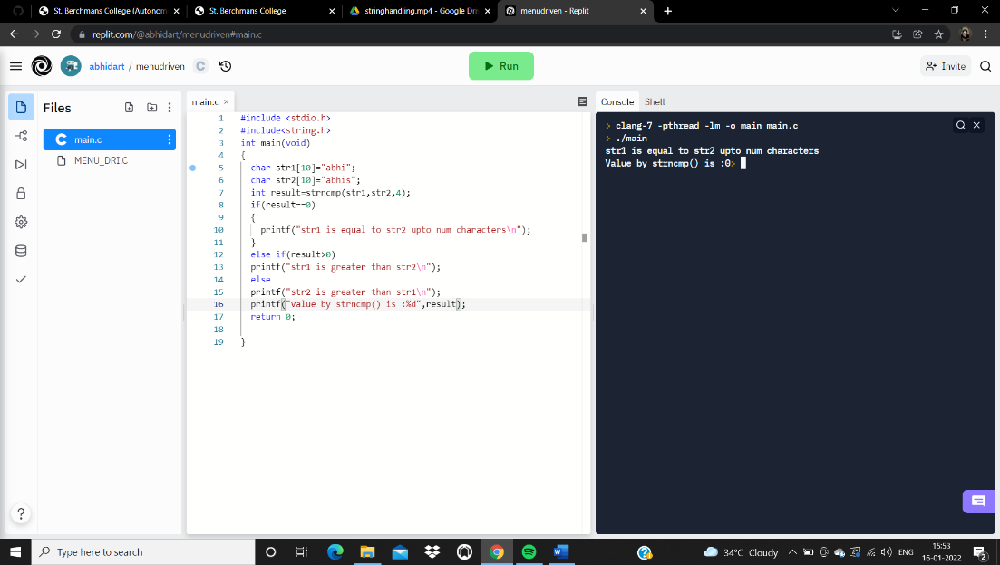 St. Berchmans College (Autonom
St. Berchmans College
stringhandling.mp4 - Google Dri
menudriven - Replit
replit.com/@abhidart/menudriven#main.c
abhidart / menudriven
C
Run
Invite
Files
main.c
MENU_DRI.C
main.c
1 #include <stdio.h>
2 #include<string.h>
3 int main(void)
4 {
5 char str1[10]="abhi";
6 char str2[10]="abhis";
7 int result=strncmp(str1,str2,4);
8 if(result==0)
9 {
10 printf("str1 is equal to str2 upto num characters\n");
11 }
12 else if(result>0)
13 printf("str1 is greater than str2\n");
14 else
15 printf("str2 is greater than str1\n");
16 printf("Value by strncmp() is :%d",result);
17 return 0;
18
19 }
Console Shell
> clang-7 -pthread -lm -o main main.c
> ./main
str1 is equal to str2 upto num characters
Value by strncmp() is :0>
?
Type here to search
34°C Cloudy
ENG
15:53
16-01-2022
2